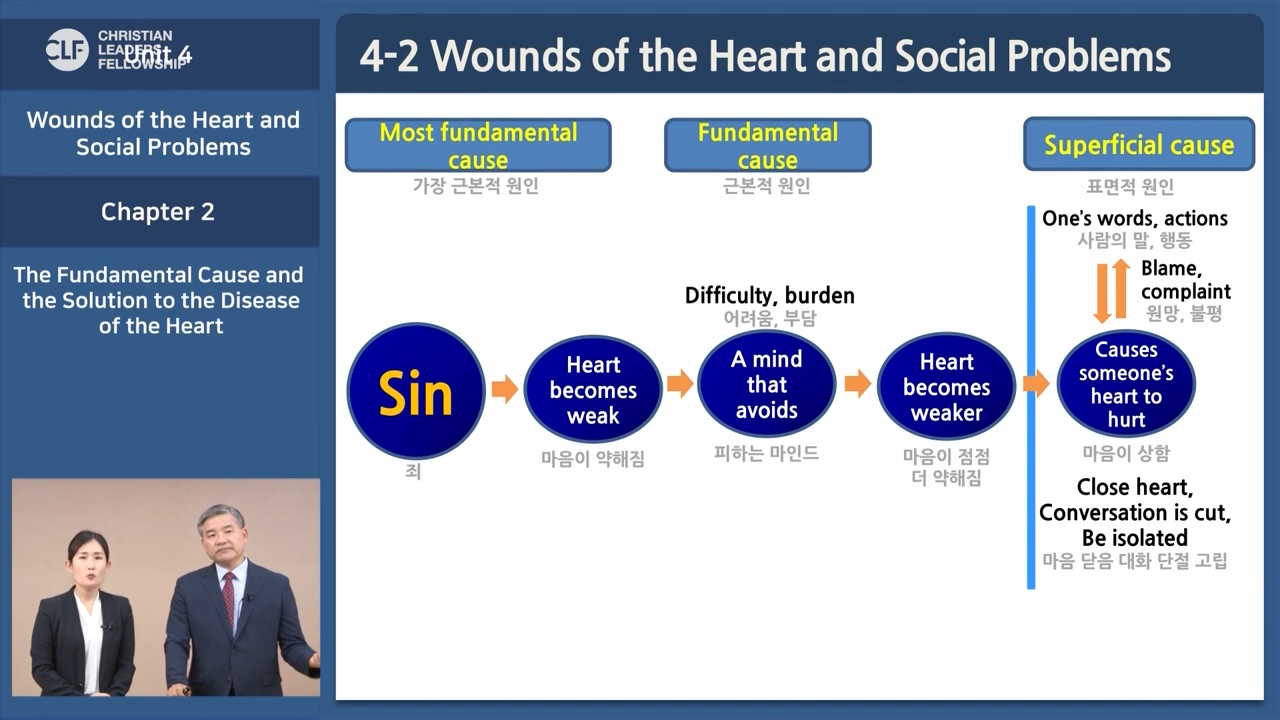 CLF
CHRISTIAN
LEADERS
FELLOWSHIP
Unit 4
Wounds of the Heart and
Social Problems
Chapter 2
The Fundamental Cause and
the Solution to the Disease
of the Heart
4-2 Wounds of the Heart and Social Problems
Most fundamental
cause
가장 근본적 원인
Fundamental
cause
근본적 원인
Superficial cause
표면적 원인
One's words, actions
사람의 말, 행동
Blame,
complaint
원망, 불평
Difficulty, burden
어려움, 부담
Sin
죄
Heart
becomes
weak
마음이 약해짐
A mind
that
avoids
피하는 마인드
Heart
becomes
weaker
마음이 점점
더 약해짐
Causes
someone's
heart to
hurt
마음이 상함
Close heart,
Conversation is cut,
Be isolated
마음 닫음 대화 단절 고립